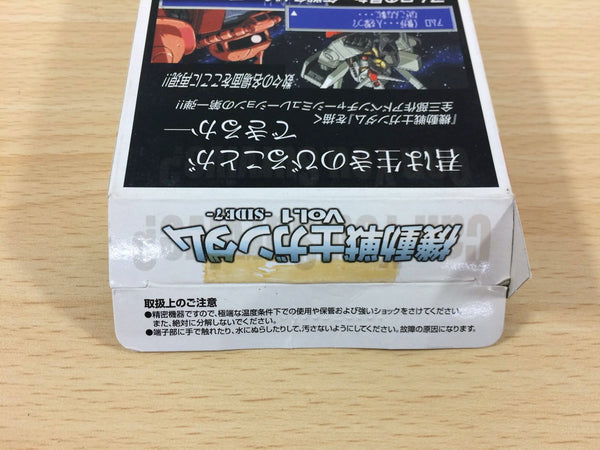 君は生きのびることが
できるか―
『機動戦士ガンダム』を描く
全三部作アドベンチャーシミュレーションの第一弾!!
数々の名場面をここに再現!
アムロ
機動戦士ガンダム
Vol.1 -SIDE7-
取扱上のご注意
●精密機器ですので、極端な温度条件下での使用や保管および強いショックをさけてください。
また、絶対に分解しないでください。
●端子部に手で触れたり、水にぬらしたりして、汚さないようにしてください。故障の原因になります。